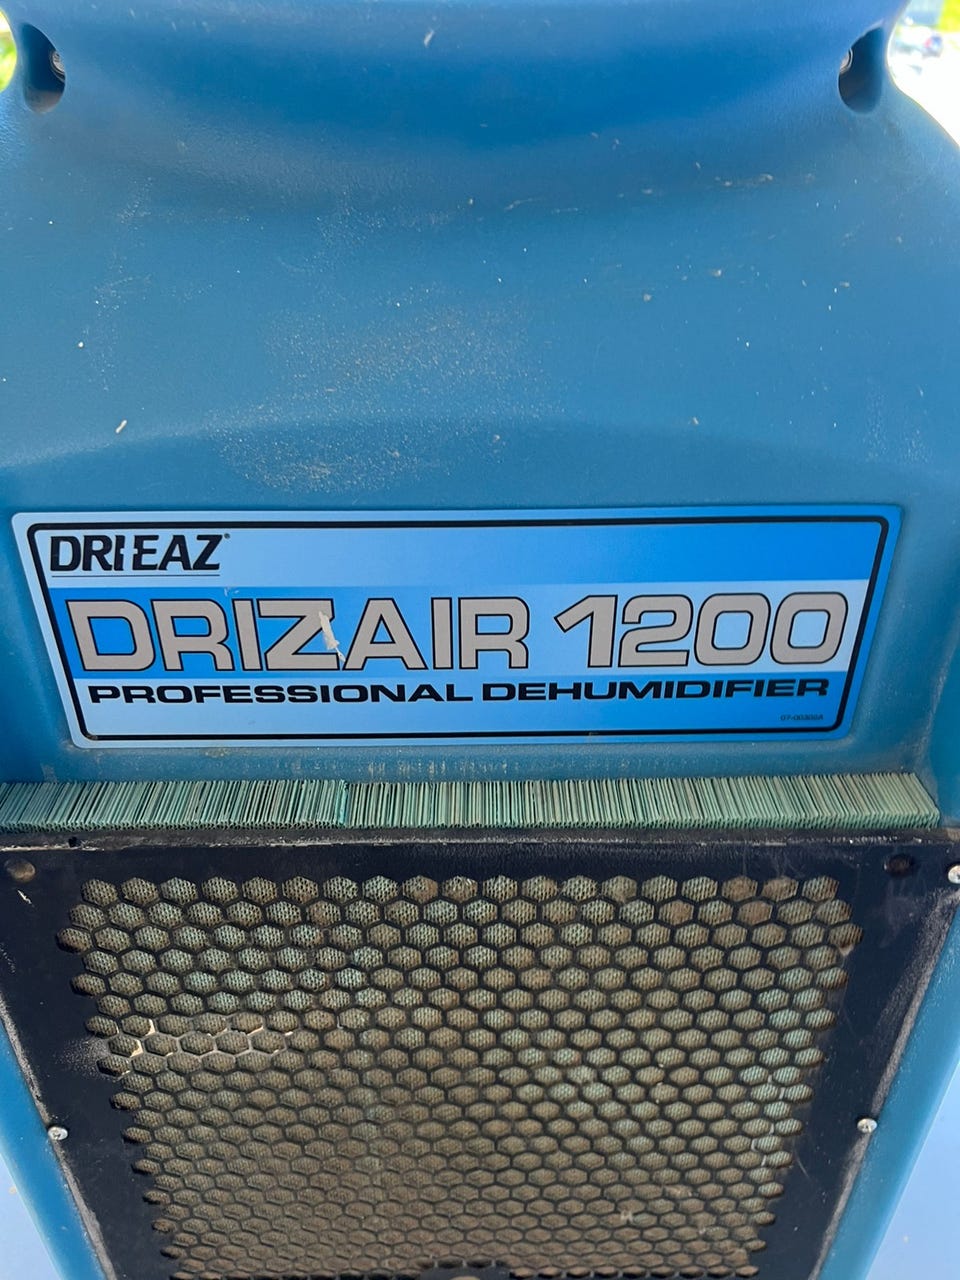 DRI-EAZ®
DRIZAIR 1200
PROFESSIONAL DEHUMIDIFIER